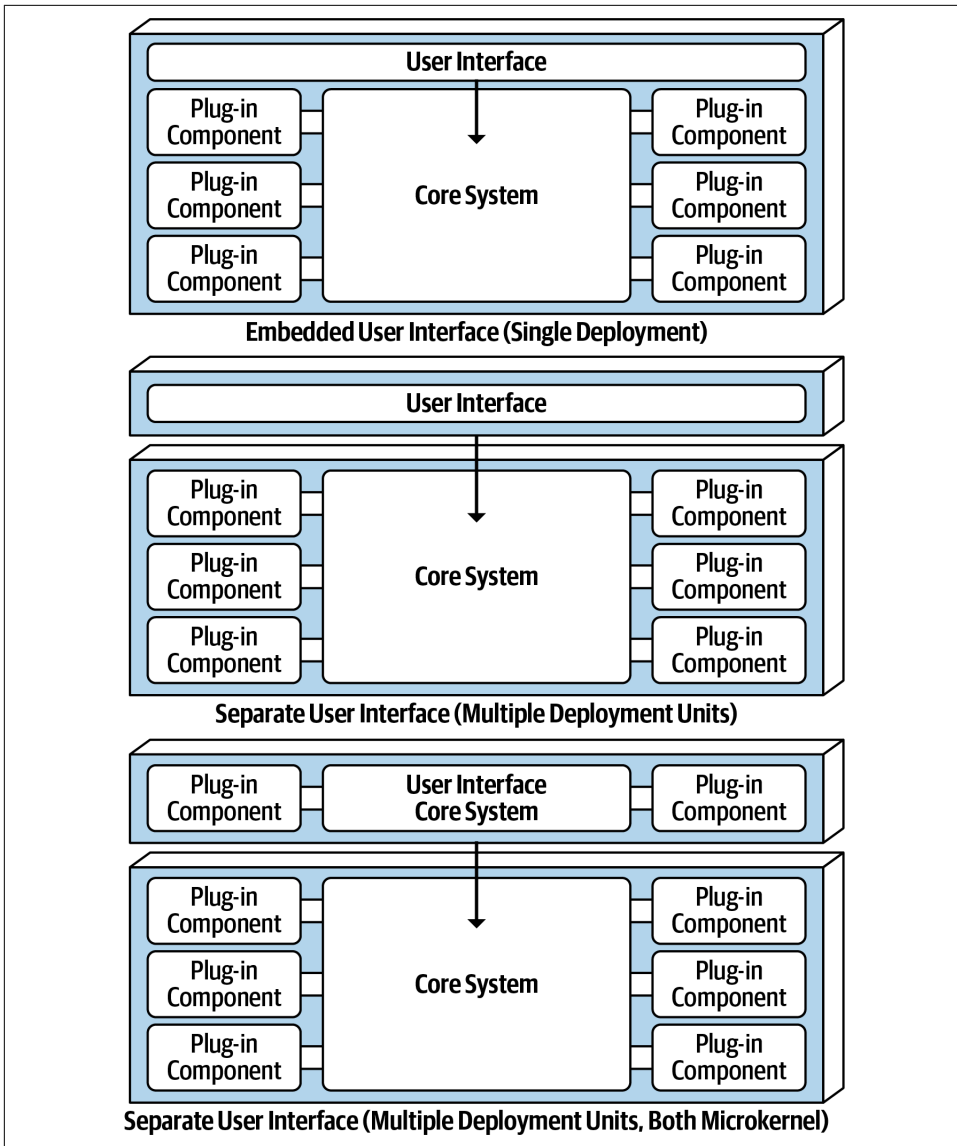 User Interface
Plug-in
Component
Plug-in
Component
Plug-in
Component
Core System
Plug-in
Component
Plug-in
Component
Plug-in
Component
Embedded User Interface (Single Deployment)
User Interface
Plug-in
Component
Plug-in
Component
Plug-in
Component
Core System
Plug-in
Component
Plug-in
Component
Plug-in
Component
Separate User Interface (Multiple Deployment Units)
Plug-in
Component
User Interface
Core System
Plug-in
Component
Plug-in
Component
Plug-in
Component
Plug-in
Component
Core System
Plug-in
Component
Plug-in
Component
Plug-in
Component
Separate User Interface (Multiple Deployment Units, Both Microkernel)